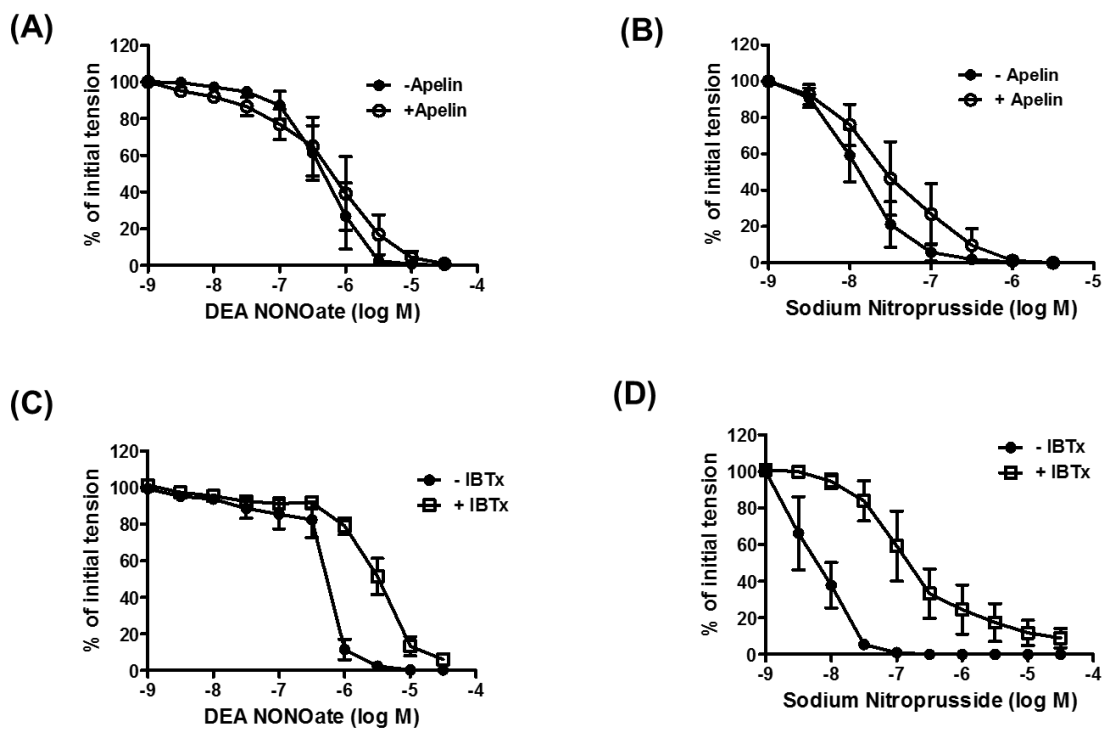 (A)
120
100
80
60
40
20
0
% of initial tension
-Apelin
+Apelin
-9 -8 -7 -6 -5 -4
DEA NONOate (log M)
(B)
120
100
80
60
40
20
0
% of initial tension
- Apelin
+ Apelin
-9 -8 -7 -6 -5
Sodium Nitroprusside (log M)
(C)
120
100
80
60
40
20
0
% of initial tension
- IBTx
+ IBTx
-9 -8 -7 -6 -5 -4
DEA NONOate (log M)
(D)
120
100
80
60
40
20
0
% of initial tension
- IBTx
+ IBTx
-9 -8 -7 -6 -5 -4
Sodium Nitroprusside (log M)